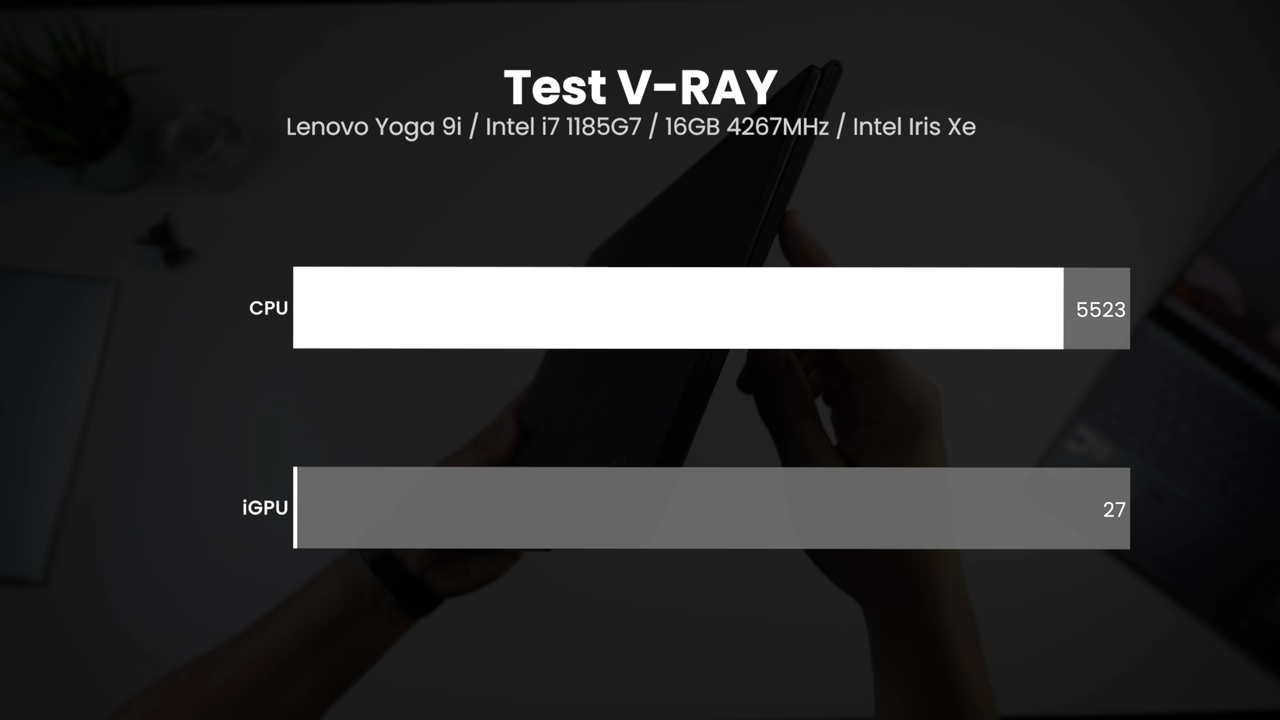 Test V-RAY
Lenovo Yoga 9i / Intel i7 1185G7 / 16GB 4267MHz / Intel Iris Xe
CPU 5523
iGPU 27